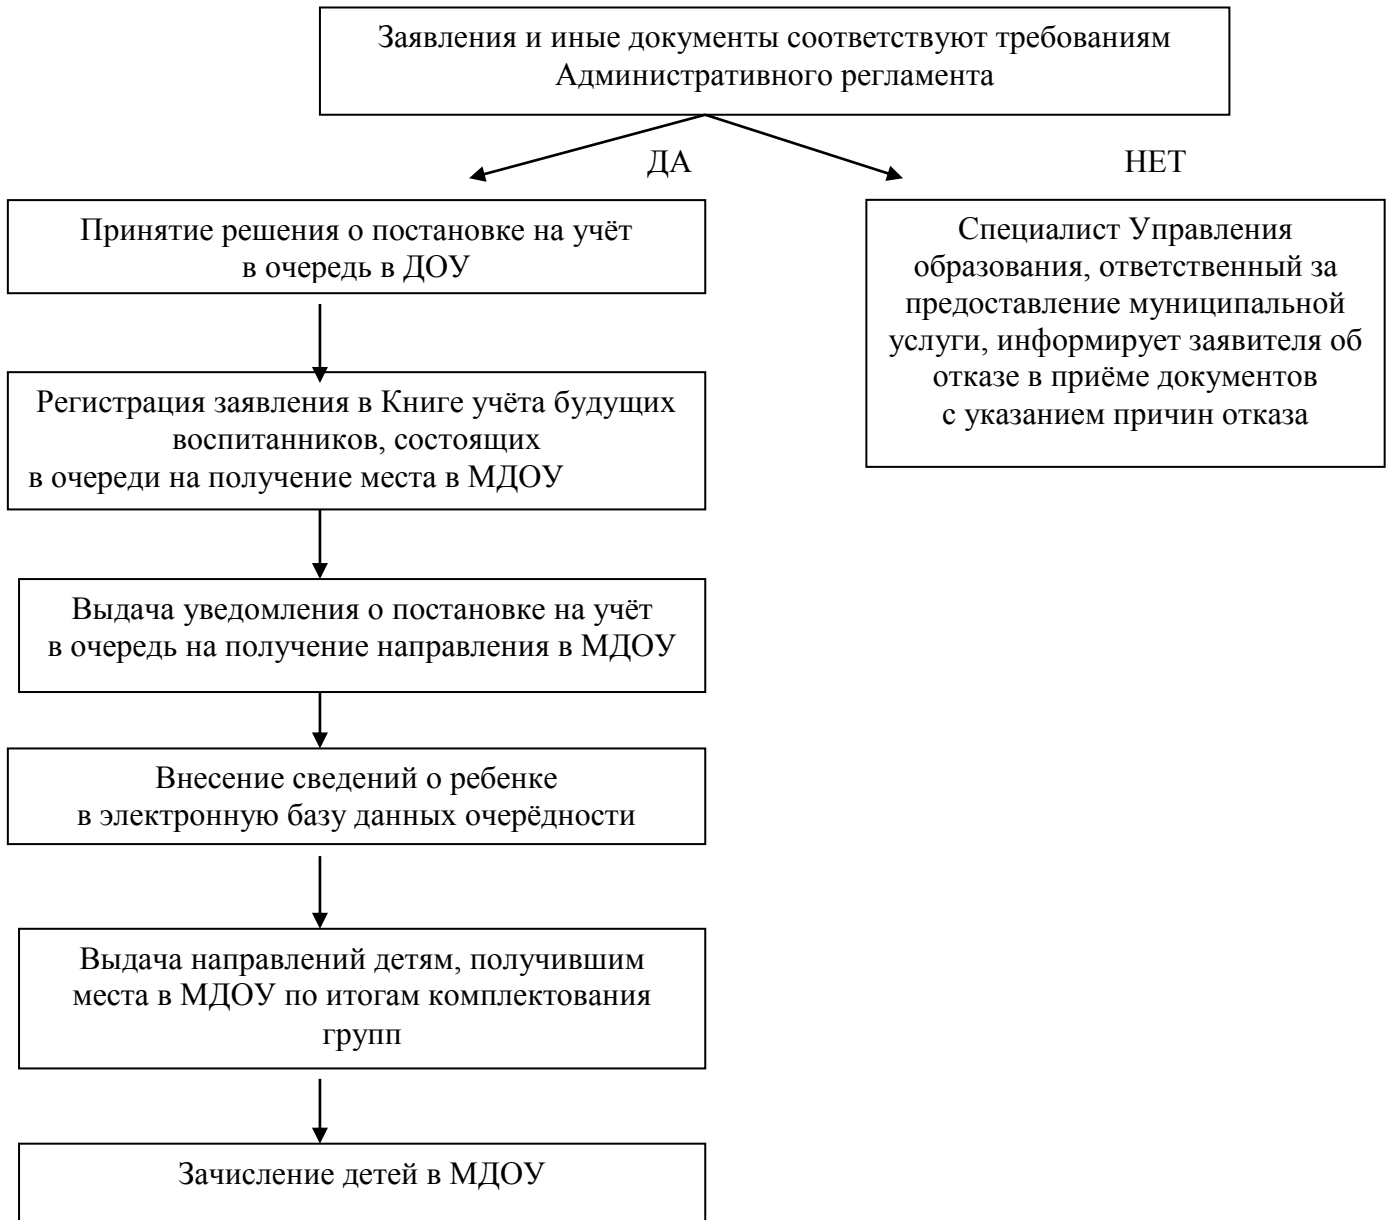 Заявления и иные документы соответствуют требованиям
Административного регламента
ДА
НЕТ
Принятие решения о постановке на учёт
в очередь в ДОУ
Специалист Управления
образования, ответственный за
предоставление муниципальной
услуги, информирует заявителя об
отказе в приёме документов
с указанием причин отказа
Регистрация заявления в Книге учёта будущих
воспитанников, состоящих
в очереди на получение места в МДОУ
Выдача уведомления о постановке на учёт
в очередь на получение направления в МДОУ
Внесение сведений о ребенке
в электронную базу данных очерёдности
Выдача направлений детям, получившим
места в МДОУ по итогам комплектования
групп
Зачисление детей в МДОУ